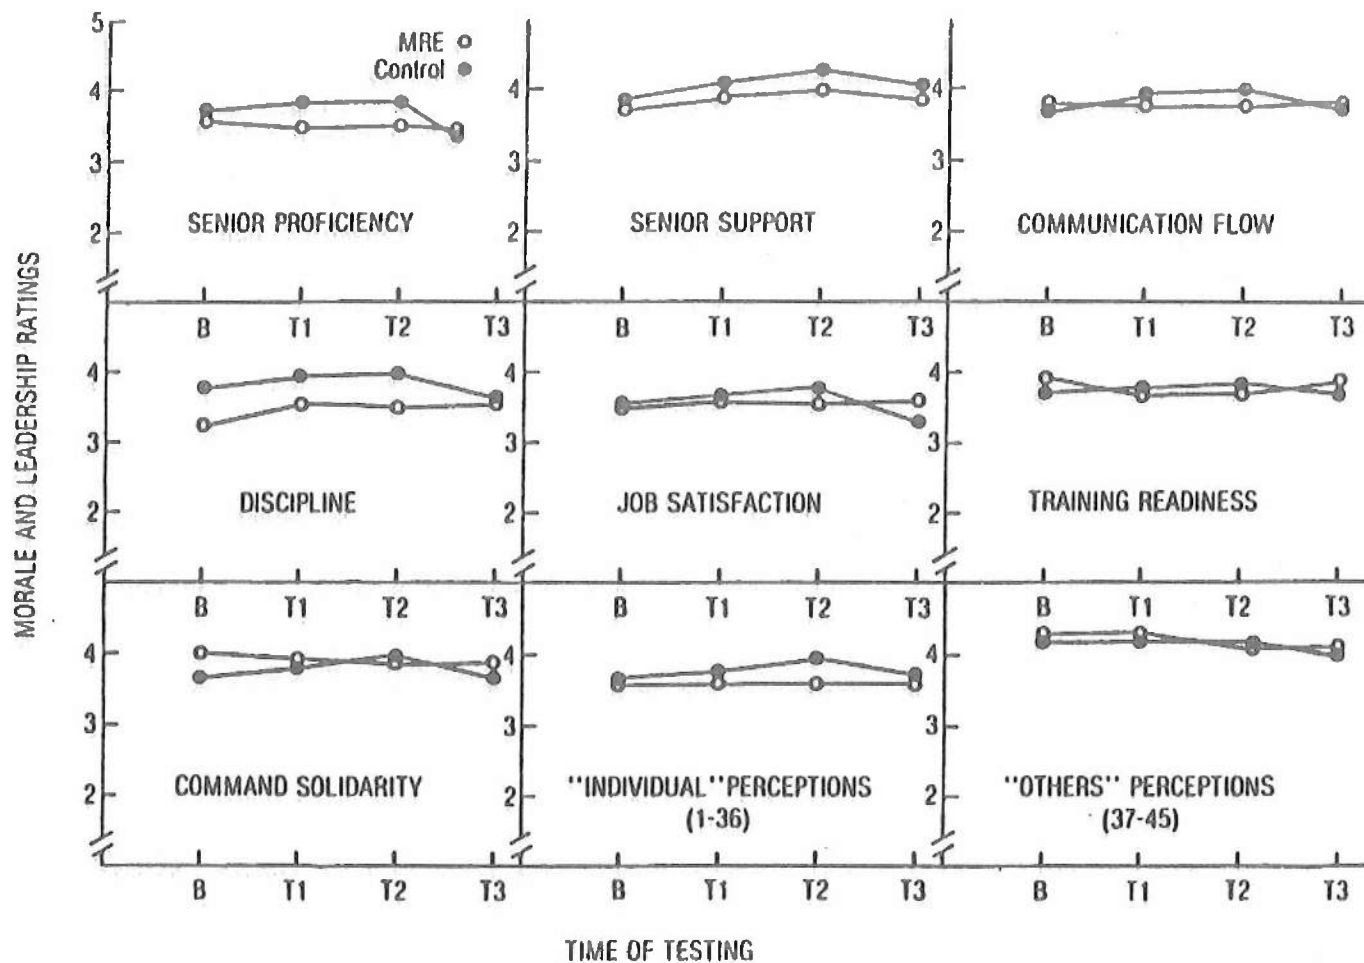 MORALE AND LEADERSHIP RATINGS
5
4
3
2
MRE
Control
SENIOR PROFICIENCY
4
3
2
SENIOR SUPPORT
4
3
2
COMMUNICATION FLOW
B T1 T2 T3
B T1 T2 T3
B T1 T2 T3
4
3
2
DISCIPLINE
4
3
2
JOB SATISFACTION
4
3
2
TRAINING READINESS
B T1 T2 T3
B T1 T2 T3
B T1 T2 T3
4
3
2
COMMAND SOLIDARITY
4
3
2
"INDIVIDUAL" PERCEPTIONS
(1-36)
4
3
2
"OTHERS" PERCEPTIONS
(37-45)
B T1 T2 T3
B T1 T2 T3
B T1 T2 T3
TIME OF TESTING